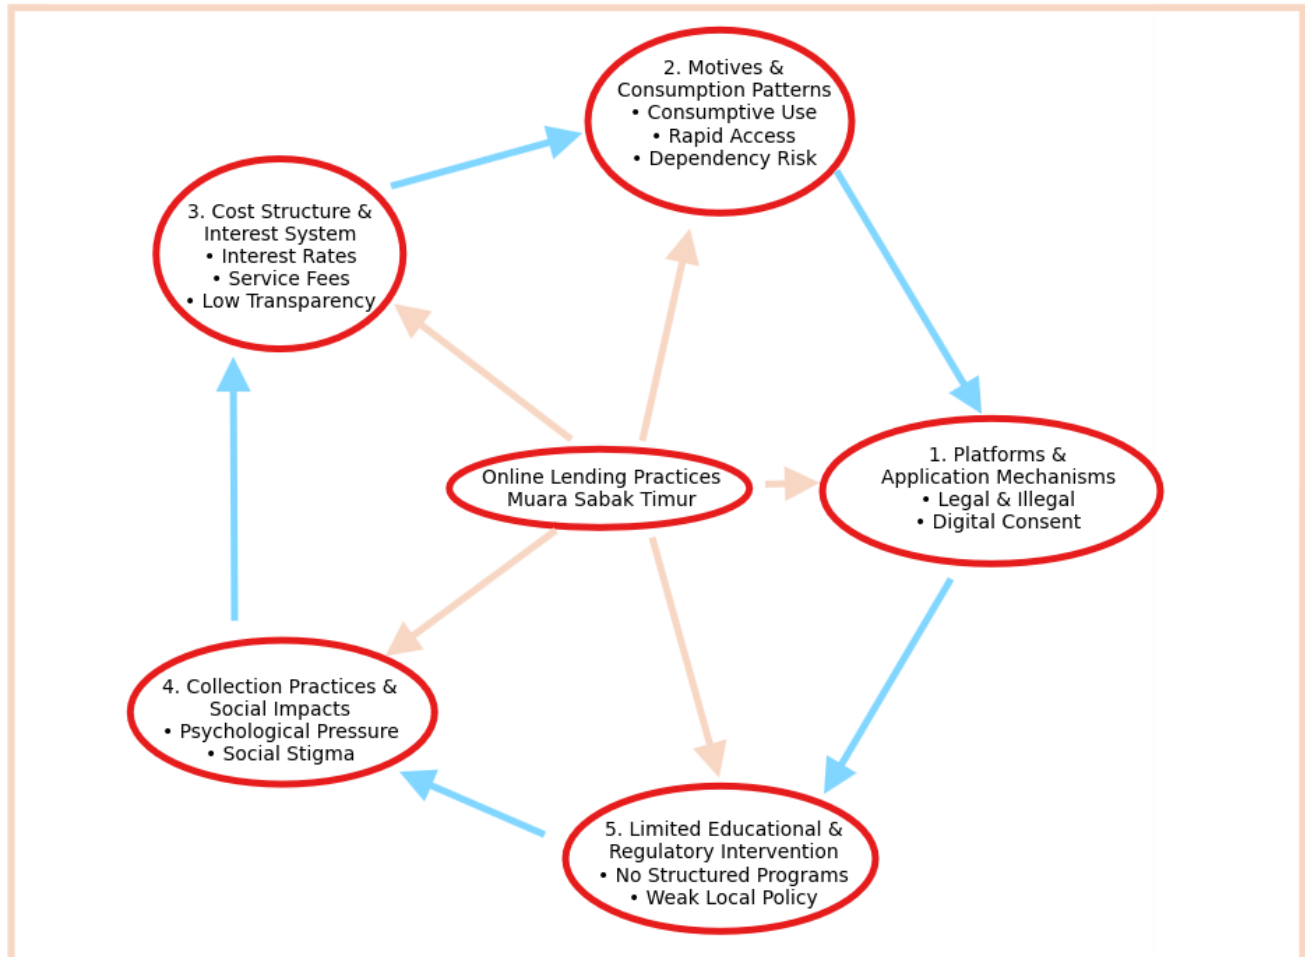 2. Motives &
Consumption Patterns
• Consumptive Use
• Rapid Access
• Dependency Risk
3. Cost Structure &
Interest System
• Interest Rates
• Service Fees
• Low Transparency
Online Lending Practices
Muara Sabak Timur
1. Platforms &
Application Mechanisms
• Legal & Illegal
• Digital Consent
4. Collection Practices &
Social Impacts
• Psychological Pressure
• Social Stigma
5. Limited Educational &
Regulatory Intervention
• No Structured Programs
• Weak Local Policy